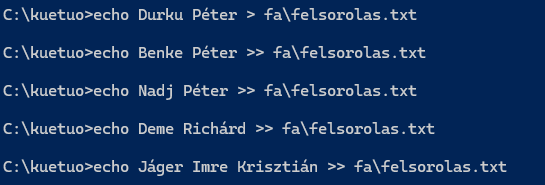 C:\kuetuo>echo Durku Péter > fa\felsorolas.txt
C:\kuetuo>echo Benke Péter >> fa\felsorolas.txt
C:\kuetuo>echo Nadj Péter >> fa\felsorolas.txt
C:\kuetuo>echo Deme Richárd >> fa\felsorolas.txt
C:\kuetuo>echo Jáger Imre Krisztián >> fa\felsorolas.txt